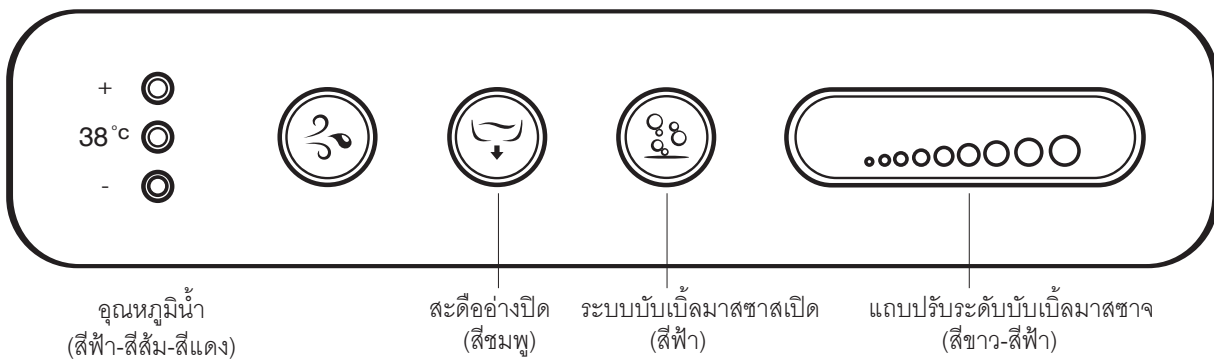 +
38°C
-
อุณหภูมิน้ำ
(สีฟ้า-สีส้ม-สีแดง)
สะดืออ่างปิด
(สีชมพู)
ระบบบับเบิ้ลมาสซาสเปิด
(สีฟ้า)
แถบปรับระดับบับเบิ้ลมาสซาจ
(สีขาว-สีฟ้า)